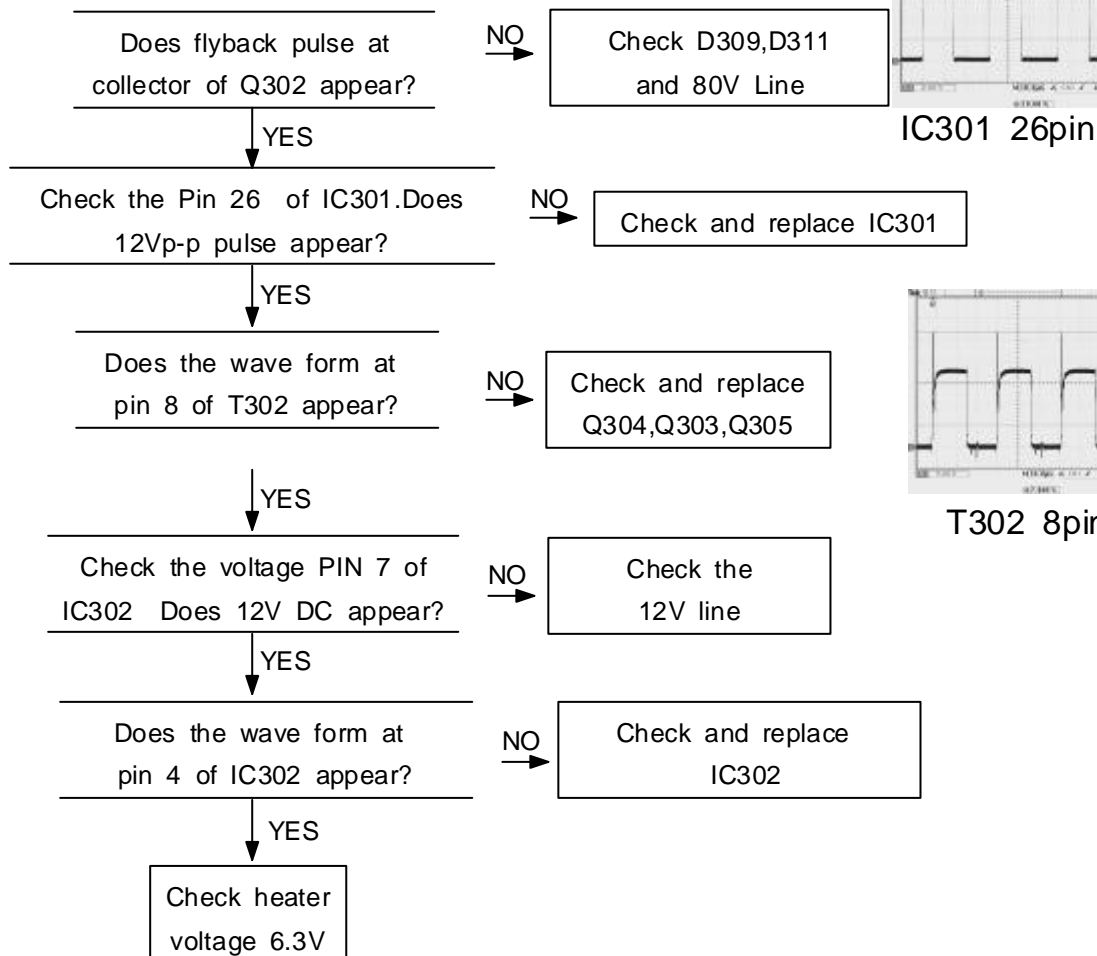 Does flyback pulse at
collector of Q302 appear?
NO
Check D309,D311
and 80V Line
IC301 26pin
YES
Check the Pin 26 of IC301.Does
12Vp-p pulse appear?
NO
Check and replace IC301
YES
Does the wave form at
pin 8 of T302 appear?
NO
Check and replace
Q304,Q303,Q305
T302 8pin
YES
Check the voltage PIN 7 of
IC302 Does 12V DC appear?
NO
Check the
12V line
YES
Does the wave form at
pin 4 of IC302 appear?
NO
Check and replace
IC302
YES
Check heater
voltage 6.3V